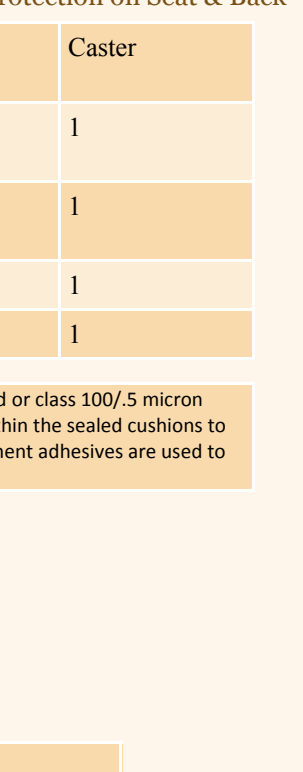 rotection on Seat & Back
Caster
1
1
1
1
d or class 100/.5 micron
thin the sealed cushions to
nent adhesives are used to